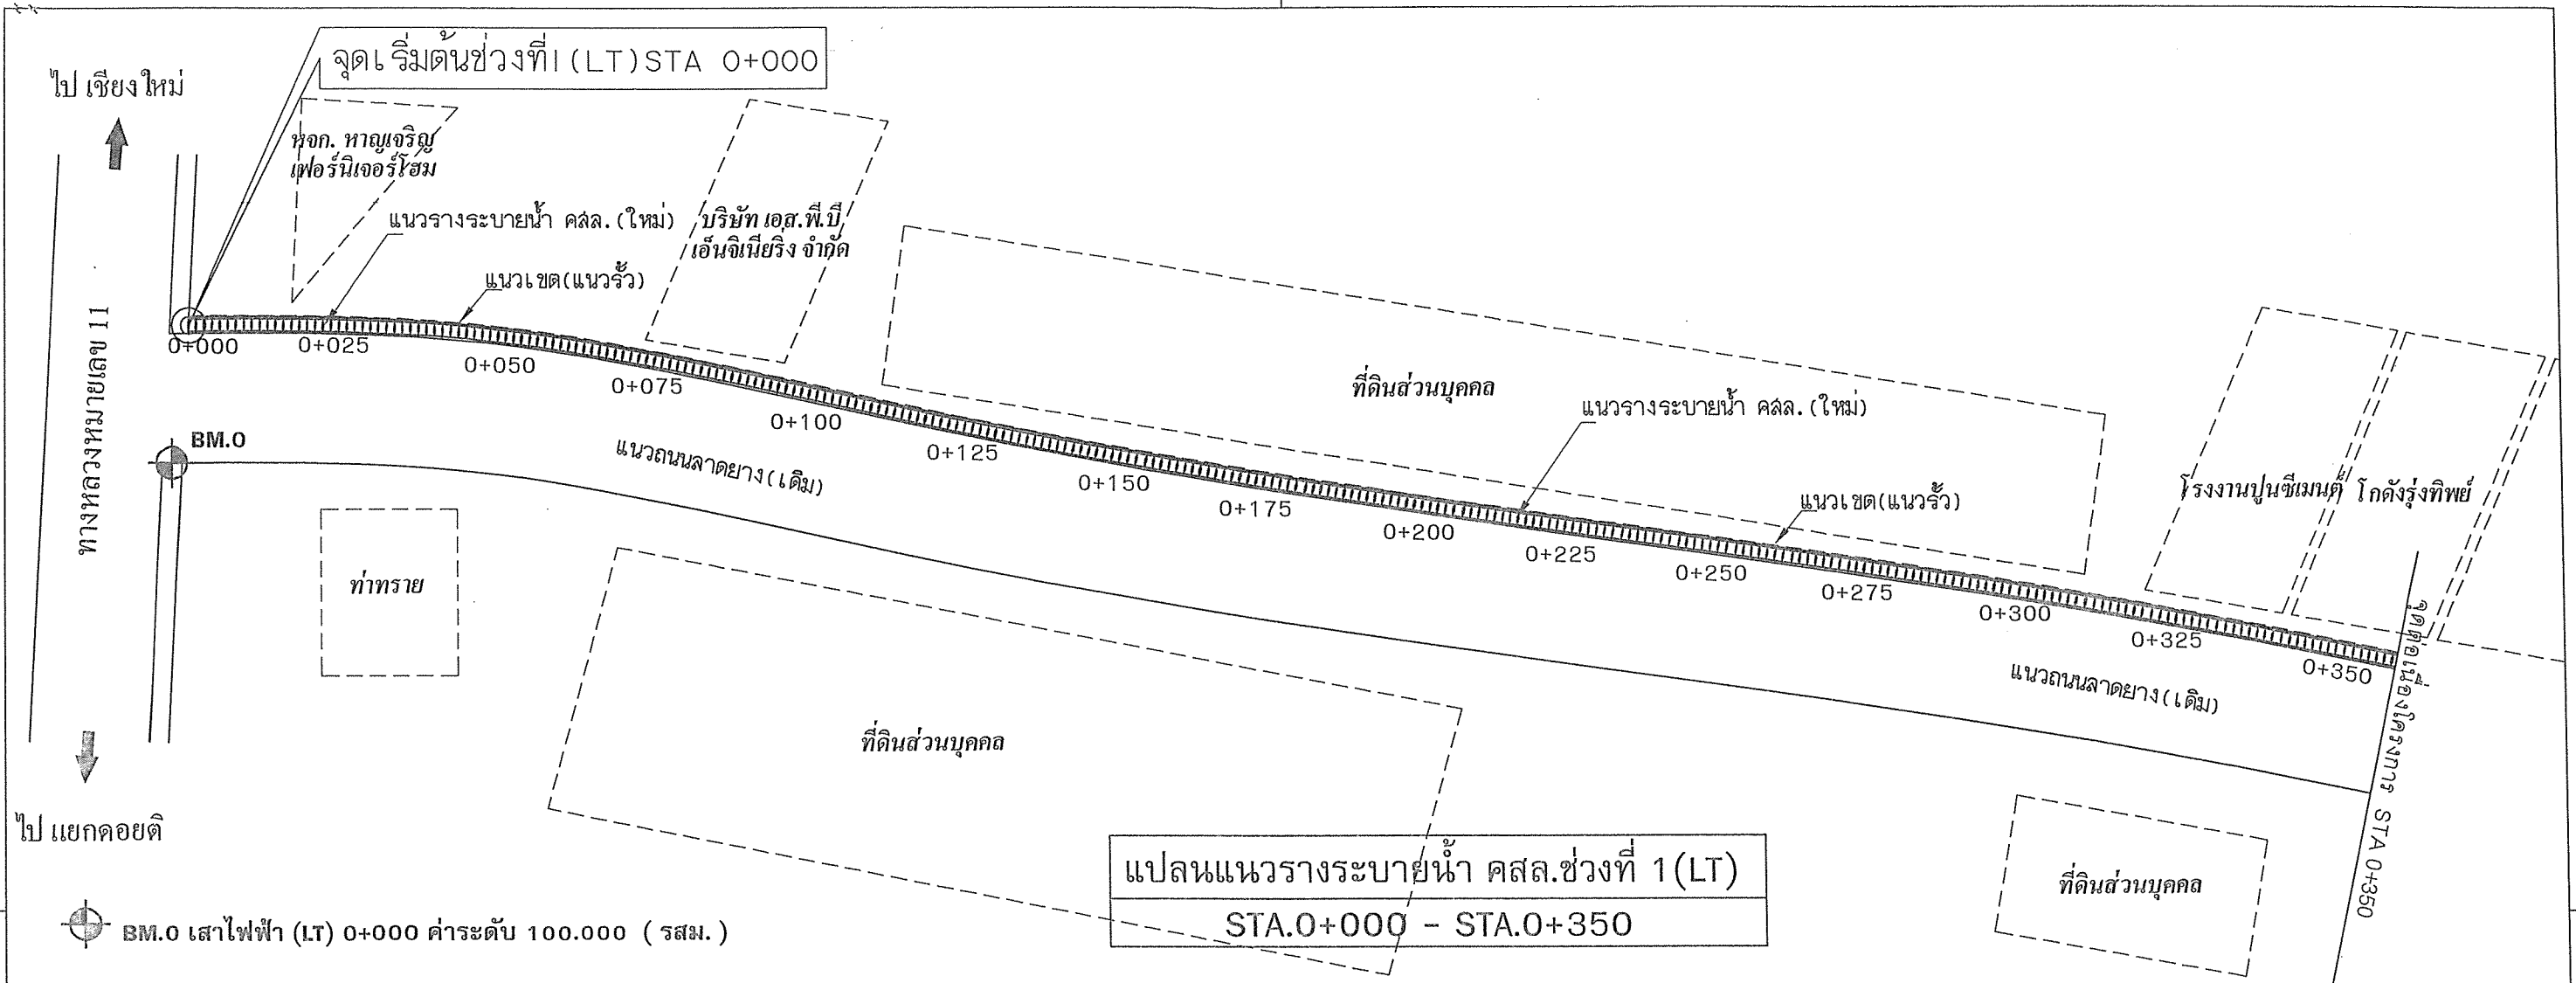 จุดเริ่มต้นช่วงที่1(LT)STA 0+000
ไป เชียงใหม่
หจก. หาญเจริญ
เฟอร์นิเจอร์โฮม
แนวรางระบายน้ำ คสล.(ใหม่)
บริษัท เอส.พี.บี
เอ็นจิเนียริ่ง จำกัด
แนวเขต(แนวรั้ว)
ทางหลวงหมายเลข 11
0+000
0+025
0+050
0+075
0+100
0+125
0+150
0+175
0+200
0+225
0+250
0+275
0+300
0+325
0+350
ที่ดินส่วนบุคคล
แนวรางระบายน้ำ คสล.(ใหม่)
แนวเขต(แนวรั้ว)
โรงงานปูนซีเมนต์
โกดังรุ่งทิพย์
BM.0
แนวถนนลาดยาง(เดิม)
ท่าทราย
ที่ดินส่วนบุคคล
แนวถนนลาดยาง(เดิม)
จุดต่อเนื่องโครงการ STA 0+350
ที่ดินส่วนบุคคล
ไป แยกดอยติ
แปลนแนวรางระบายน้ำ คสล.ช่วงที่ 1(LT)
STA.0+000 - STA.0+350
BM.0 เสาไฟฟ้า (LT) 0+000 ค่าระดับ 100.000 ( รสม. )